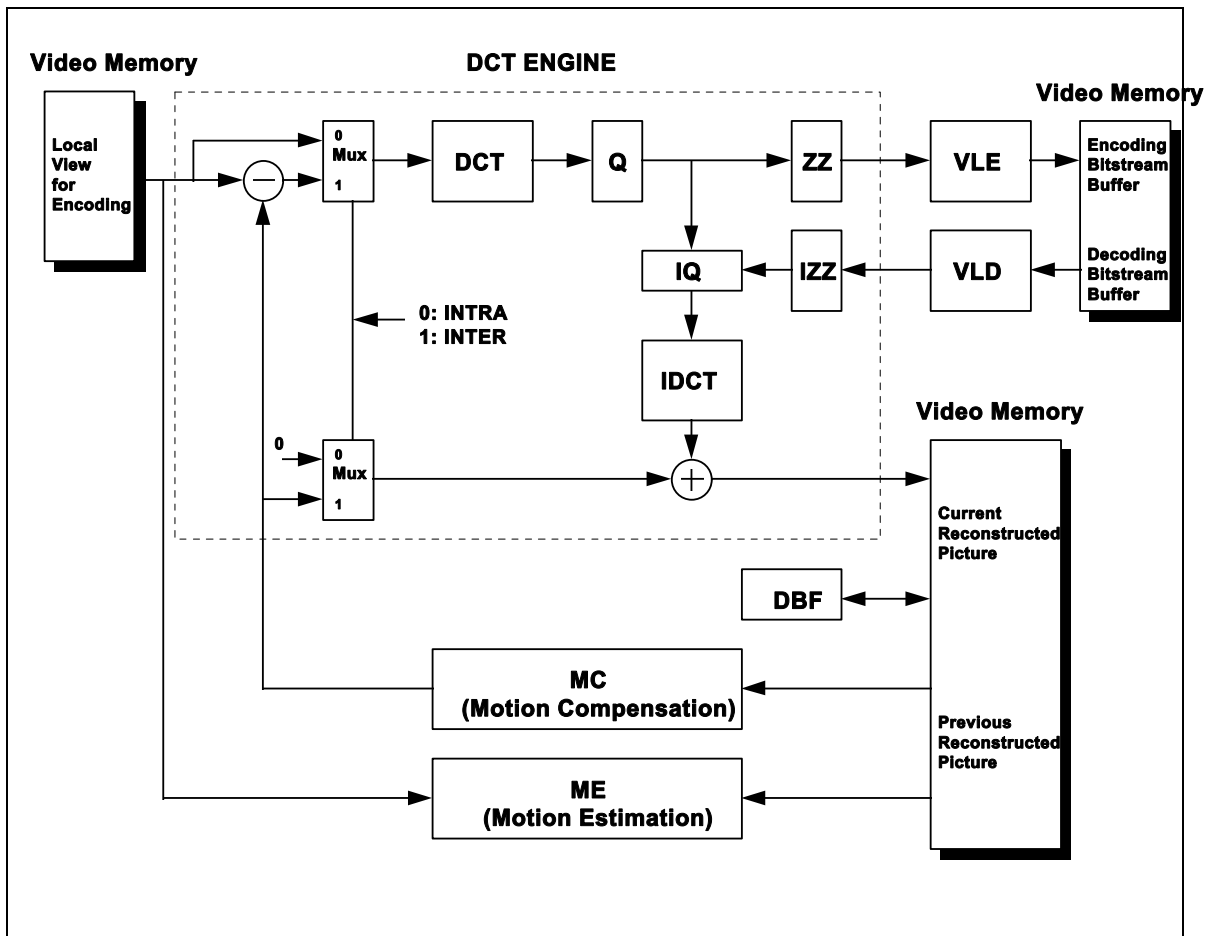 DCT ENGINE
Video Memory
Local
View
for
Encoding
0
Mux
1
DCT
Q
ZZ
VLE
Video Memory
Encoding
Bitstream
Buffer
Decoding
Bitstream
Buffer
IQ
IZZ
VLD
0: INTRA
1: INTER
IDCT
0
0
Mux
1
Video Memory
Current
Reconstructed
Picture
DBF
MC
(Motion Compensation)
Previous
Reconstructed
Picture
ME
(Motion Estimation)